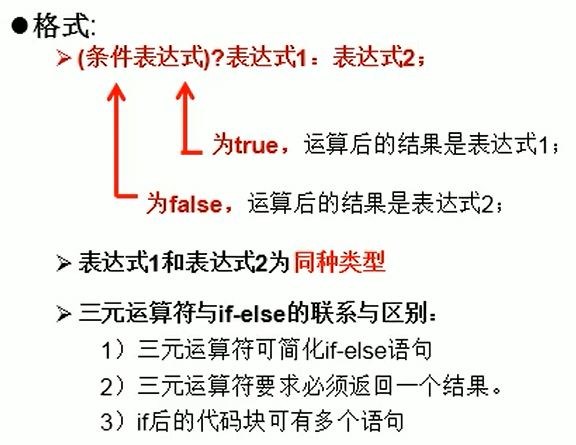 ●格式:
➢(条件表达式)?表达式1：表达式2；
为true，运算后的结果是表达式1；
为false，运算后的结果是表达式2；
➢表达式1和表达式2为同种类型
➢三元运算符与if-else的联系与区别：
1）三元运算符可简化if-else语句
2）三元运算符要求必须返回一个结果。
3）if后的代码块可有多个语句